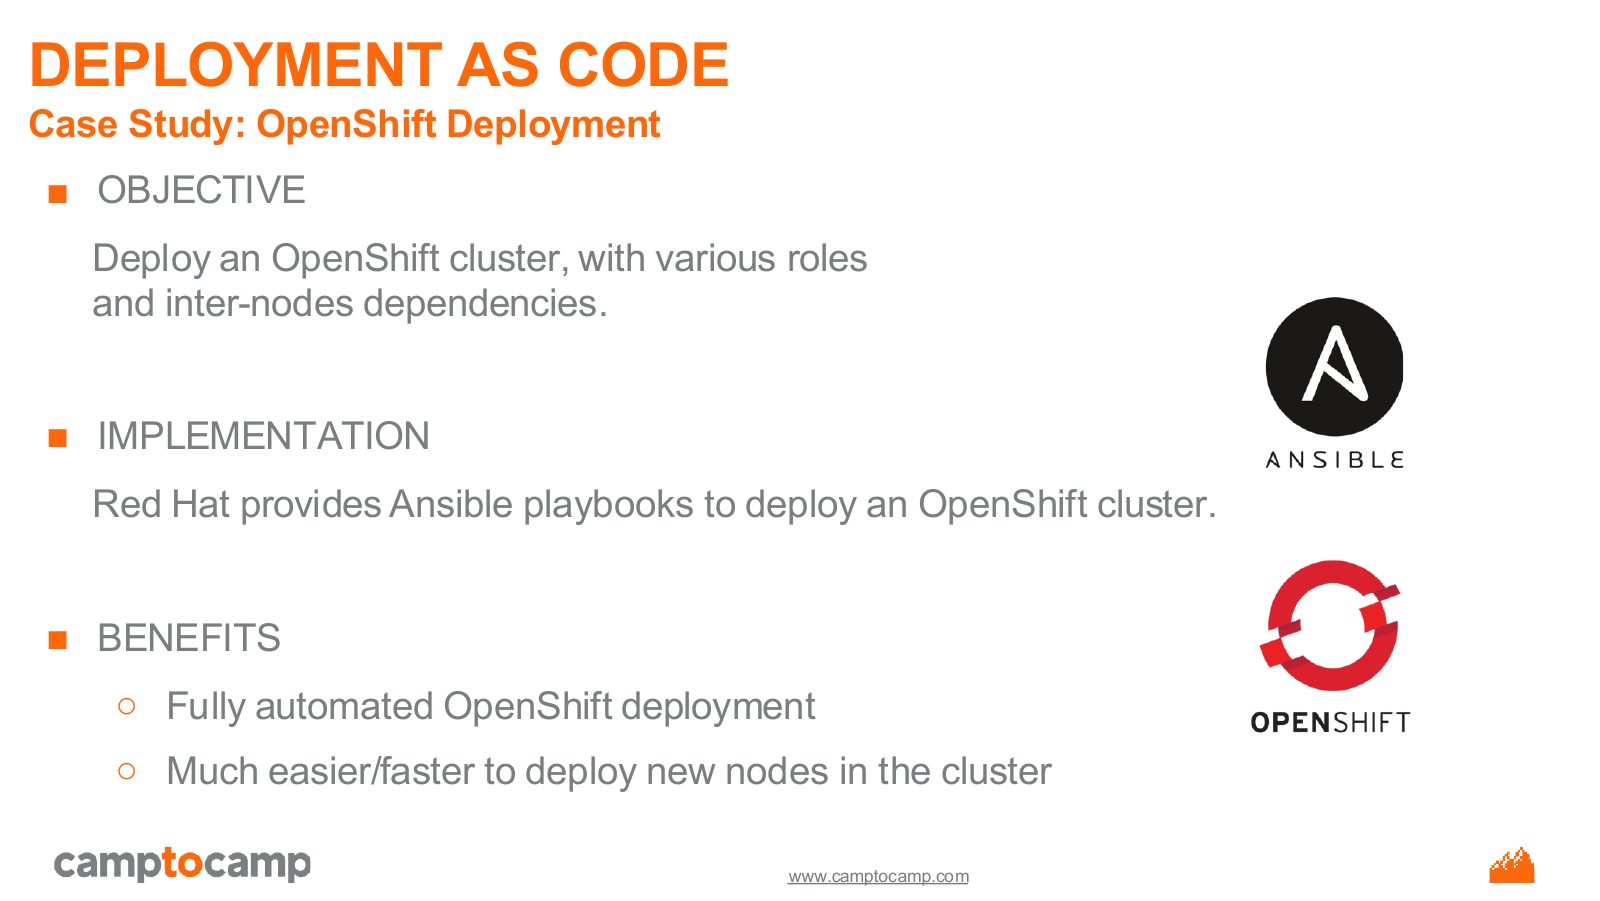 DEPLOYMENT AS CODE
Case Study: OpenShift Deployment
■ OBJECTIVE
Deploy an OpenShift cluster, with various roles
and inter-nodes dependencies.
■ IMPLEMENTATION
Red Hat provides Ansible playbooks to deploy an OpenShift cluster.
■ BENEFITS
○ Fully automated OpenShift deployment
○ Much easier/faster to deploy new nodes in the cluster
ANSIBLE
OPENSHIFT
camptocamp
www.camptocamp.com